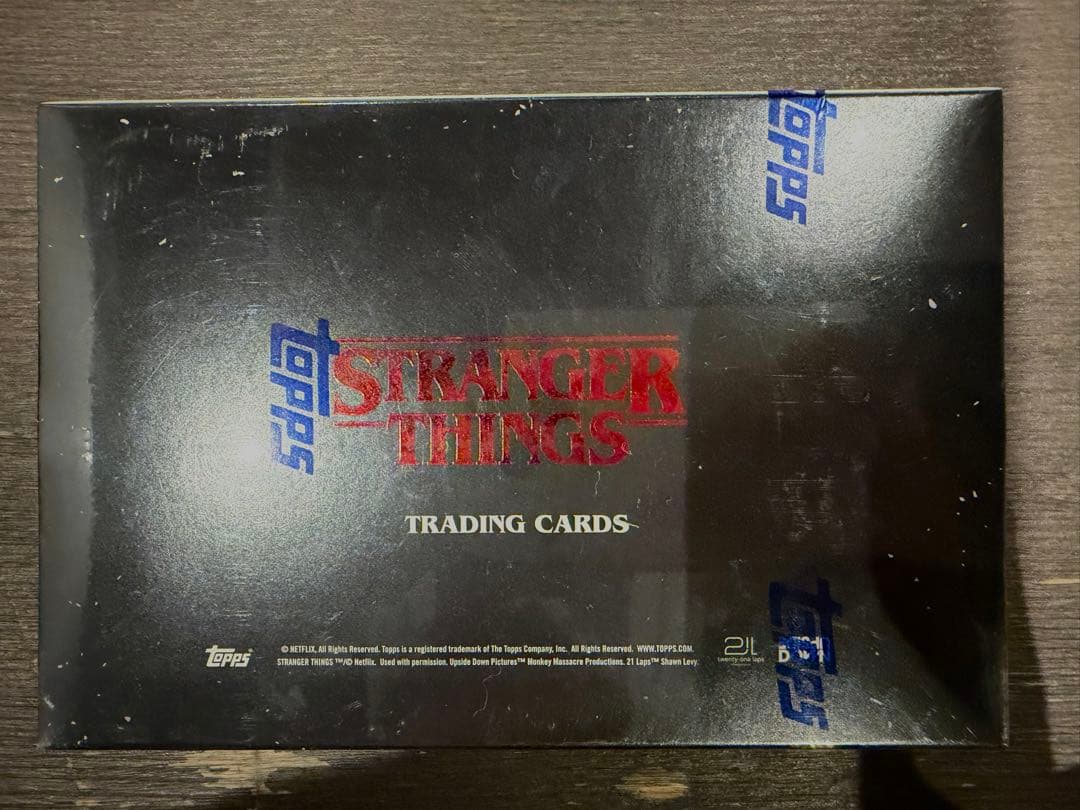 topps
topps
STRANGER
THINGS
TRADING CARDS
topps
© NETFLIX, All Rights Reserved. Topps is a registered trademark of The Topps Company, Inc. All Rights Reserved. WWW.TOPPS.COM.
STRANGER THINGS ™/© Netflix. Used with permission. Upside Down Pictures™ Monkey Massacre Productions. 21 Laps™ Shawn Levy.
21L
twenty-one laps
topps